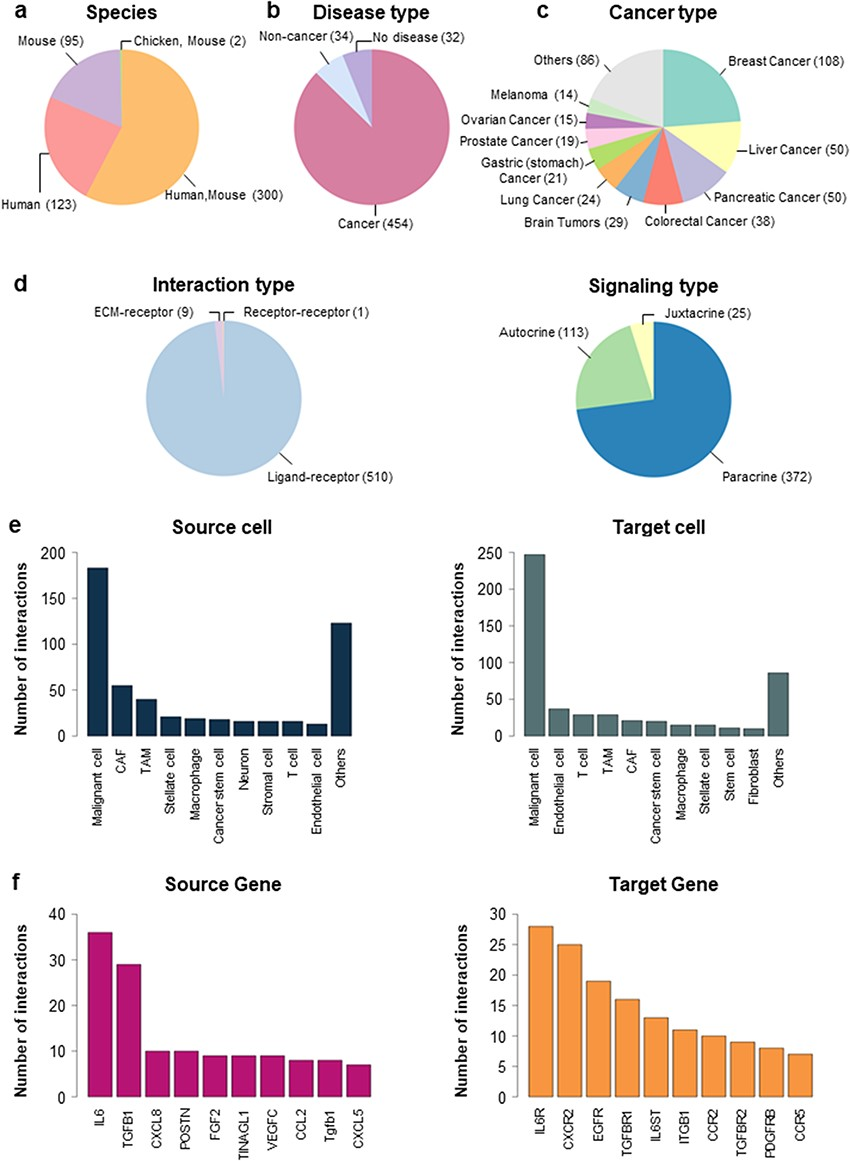 a
Species
Mouse (95)
Chicken, Mouse (2)
Human (123)
Human,Mouse (300)
b
Disease type
Non-cancer (34)
No disease (32)
Cancer (454)
c
Cancer type
Others (86)
Breast Cancer (108)
Melanoma (14)
Ovarian Cancer (15)
Prostate Cancer (19)
Gastric (stomach)
Cancer (21)
Lung Cancer (24)
Brain Tumors (29)
Colorectal Cancer (38)
Pancreatic Cancer (50)
Liver Cancer (50)
d
Interaction type
ECM-receptor (9)
Receptor-receptor (1)
Ligand-receptor (510)
Signaling type
Juxtacrine (25)
Autocrine (113)
Paracrine (372)
e
Source cell
Number of interactions
200
150
100
50
0
Malignant cell
CAF
TAM
Stellate cell
Macrophage
Cancer stem cell
Neuron
Stromal cell
T cell
Endothelial cell
Others
Target cell
Number of interactions
250
200
150
100
50
0
Malignant cell
Endothelial cell
T cell
TAM
CAF
Cancer stem cell
Macrophage
Stellate cell
Stem cell
Fibroblast
Others
f
Source Gene
Number of interactions
40
30
20
10
0
IL6
TGFB1
CXCL8
POSTN
FGF2
TINAGL1
VEGFC
CCL2
Tgfb1
CXCL5
Target Gene
Number of interactions
30
25
20
15
10
5
0
IL6R
CXCR2
EGFR
TGFBR1
IL6ST
ITGB1
CCR2
TGFBR2
PDGFRB
CCR5